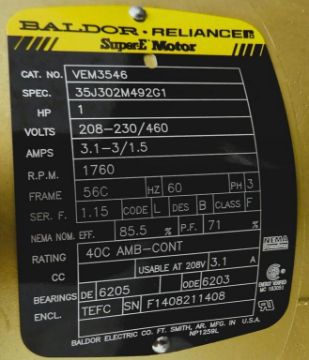 BALDOR • RELIANCE
Super-E Motor
CAT. NO. VEM3546
SPEC. 35J302M492G1
HP 1
VOLTS 208-230/460
AMPS 3.1-3/1.5
R.P.M. 1760
FRAME 56C HZ 60 PH 3
SER. F. 1.15 CODE L DES B CLASS F
NEMA NOM. EFF. 85.5 % P.F. 71 %
RATING 40C AMB-CONT
NEMA
CC USABLE AT 208V 3.1 A
BEARINGS DE 6205 ODE 6203
ENCL. TEFC SN F1408211408
BALDOR ELECTRIC CO. FT. SMITH, AR. MFG. IN U.S.A.
NP1259L